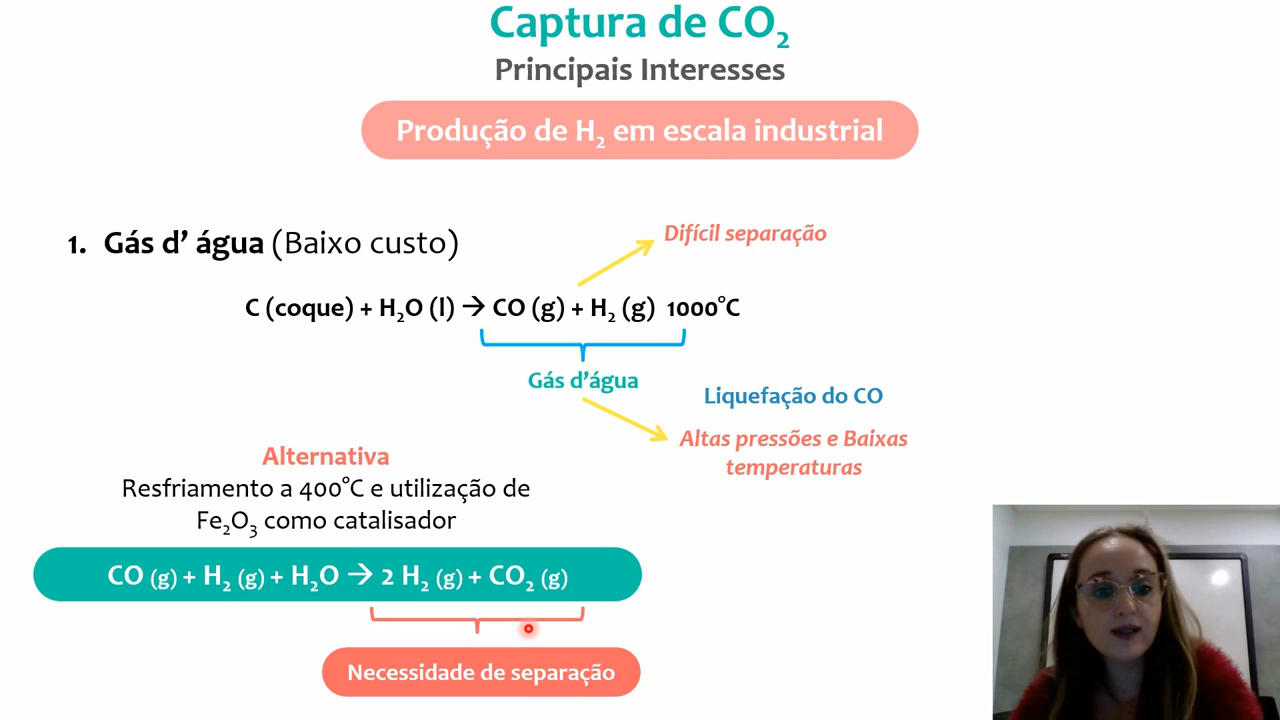 Captura de CO₂
Principais Interesses
Produção de H₂ em escala industrial
1. Gás d’ água (Baixo custo)
Difícil separação
C (coque) + H₂O (l) → CO (g) + H₂ (g) 1000°C
Gás d’água
Liquefação do CO
Altas pressões e Baixas
temperaturas
Alternativa
Resfriamento a 400°C e utilização de
Fe₂O₃ como catalisador
CO (g) + H₂ (g) + H₂O → 2 H₂ (g) + CO₂ (g)
Necessidade de separação